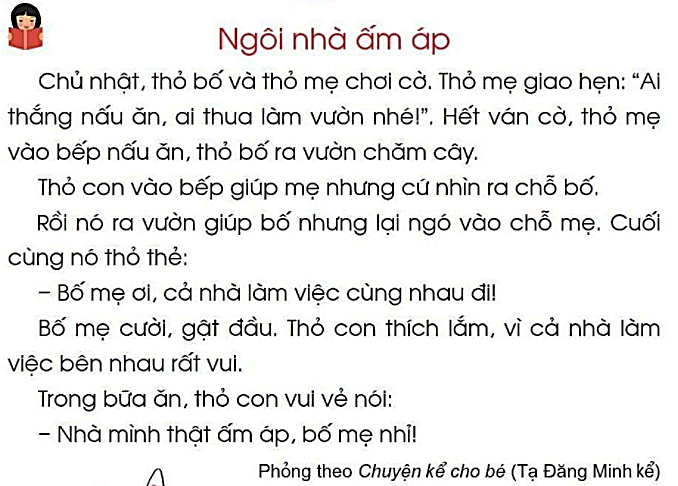 Ngôi nhà ấm áp
Chủ nhật, thỏ bố và thỏ mẹ chơi cờ. Thỏ mẹ giao hẹn: “Ai
thắng nấu ăn, ai thua làm vườn nhé!”. Hết ván cờ, thỏ mẹ
vào bếp nấu ăn, thỏ bố ra vườn chăm cây.
Thỏ con vào bếp giúp mẹ nhưng cứ nhìn ra chỗ bố.
Rồi nó ra vườn giúp bố nhưng lại ngó vào chỗ mẹ. Cuối
cùng nó thỏ thẻ:
– Bố mẹ ơi, cả nhà làm việc cùng nhau đi!
Bố mẹ cười, gật đầu. Thỏ con thích lắm, vì cả nhà làm
việc bên nhau rất vui.
Trong bữa ăn, thỏ con vui vẻ nói:
– Nhà mình thật ấm áp, bố mẹ nhỉ!
Phỏng theo Chuyện kể cho bé (Tạ Đăng Minh kể)